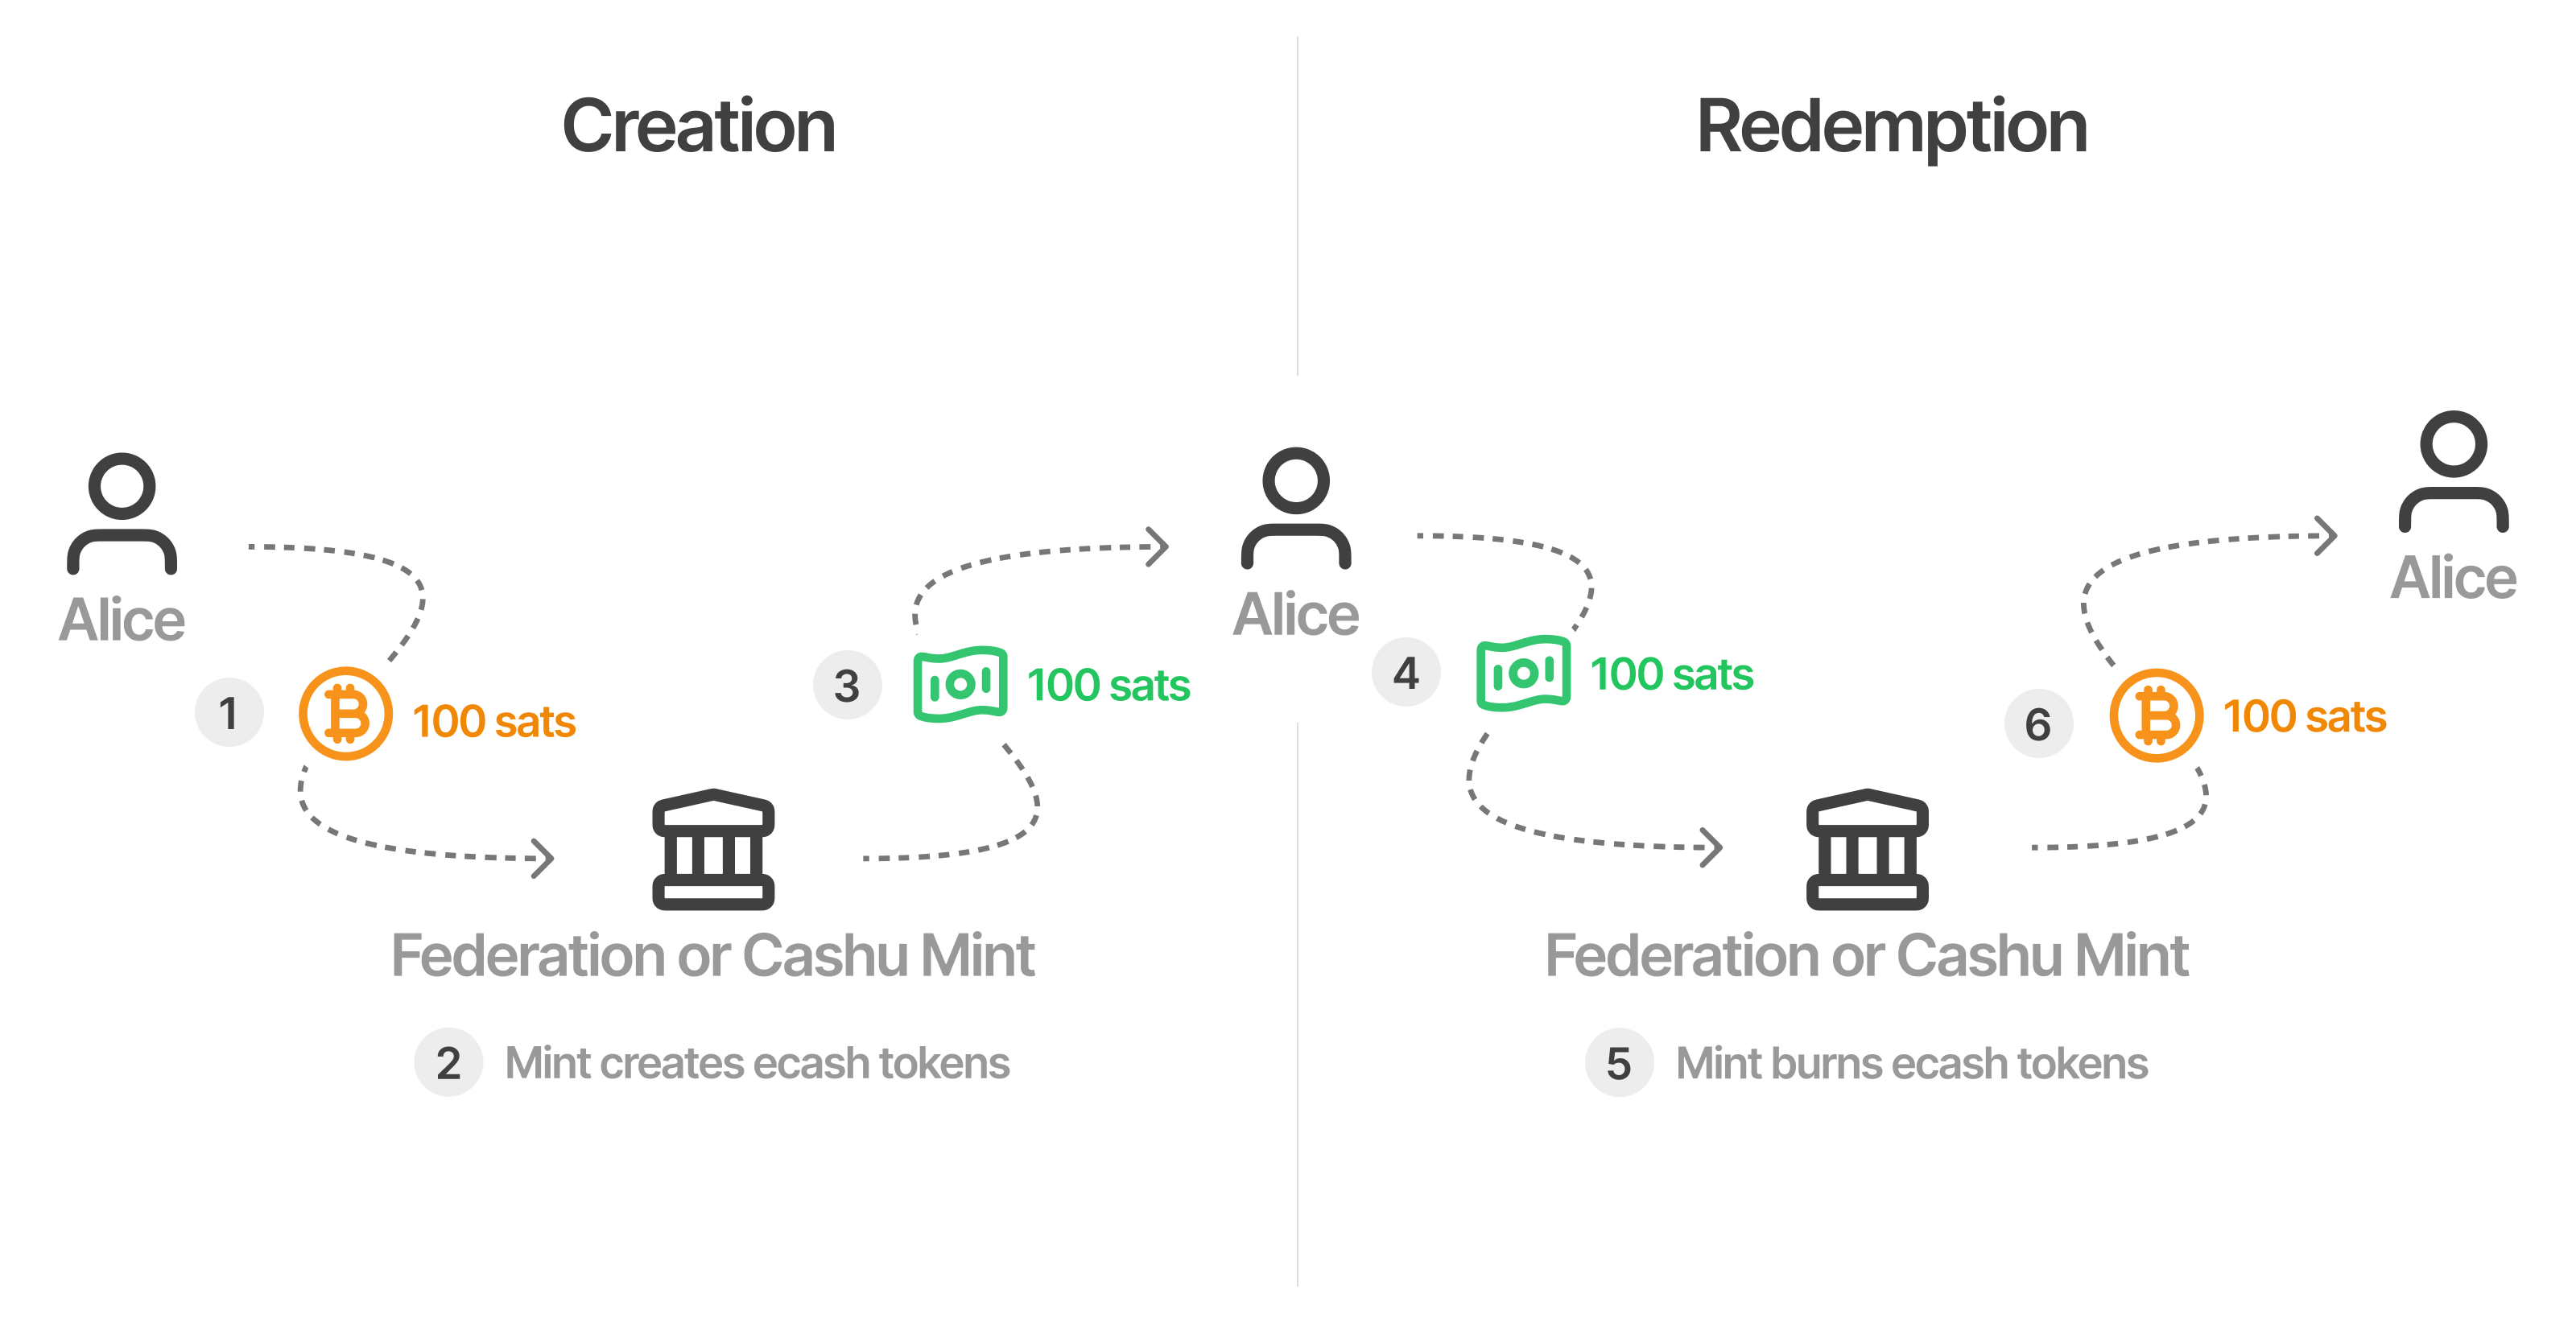 Creation
Alice
1
100 sats
Federation or Cashu Mint
2 Mint creates ecash tokens
3
100 sats
Alice
Redemption
4
100 sats
Federation or Cashu Mint
5 Mint burns ecash tokens
6
100 sats
Alice